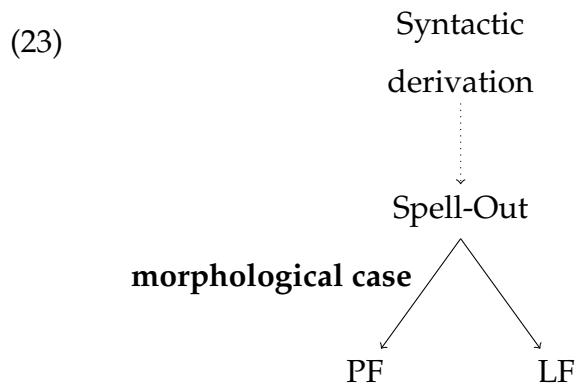 (23)
Syntactic
derivation
Spell-Out
morphological case
PF
LF